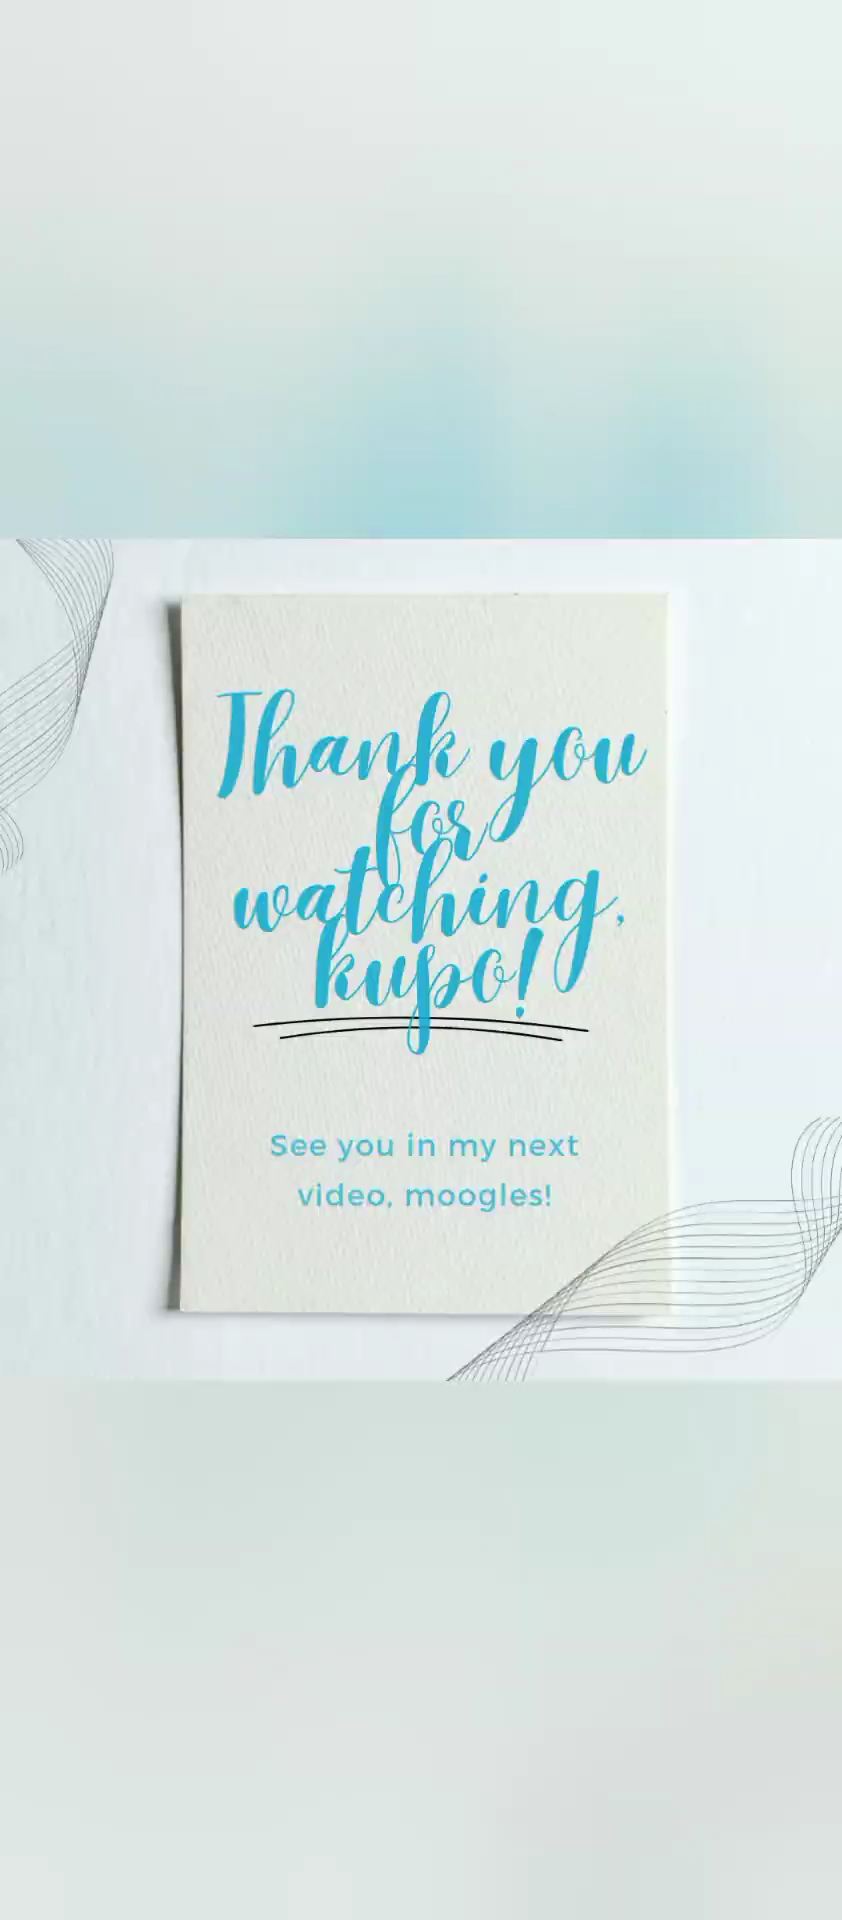 Thank you
for
watching,
kupo!
See you in my next
video, moogles!